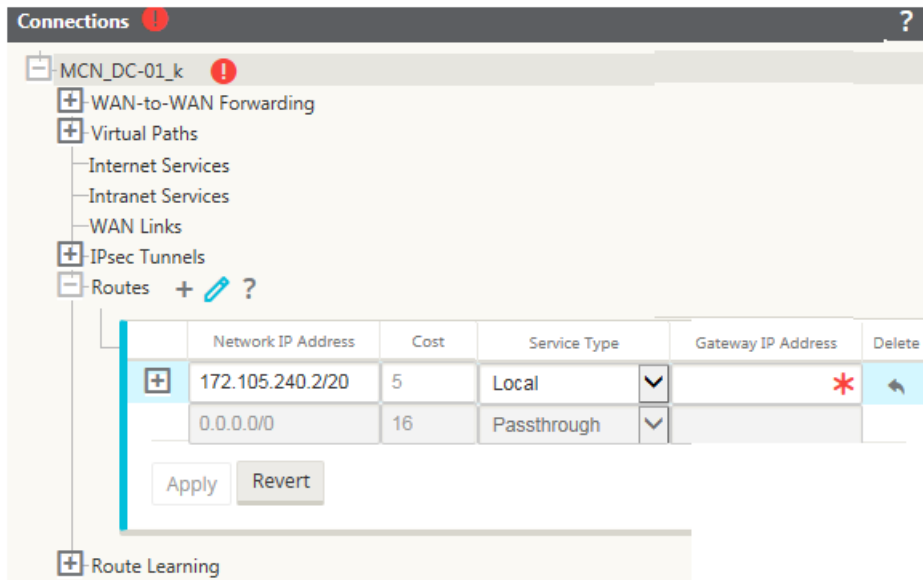 Connections ! ?
MCN_DC-01_k !
WAN-to-WAN Forwarding
Virtual Paths
Internet Services
Intranet Services
WAN Links
IPsec Tunnels
Routes + ?
Network IP Address Cost Service Type Gateway IP Address Delete
172.105.240.2/20 5 Local *
0.0.0.0/0 16 Passthrough
Apply Revert
Route Learning